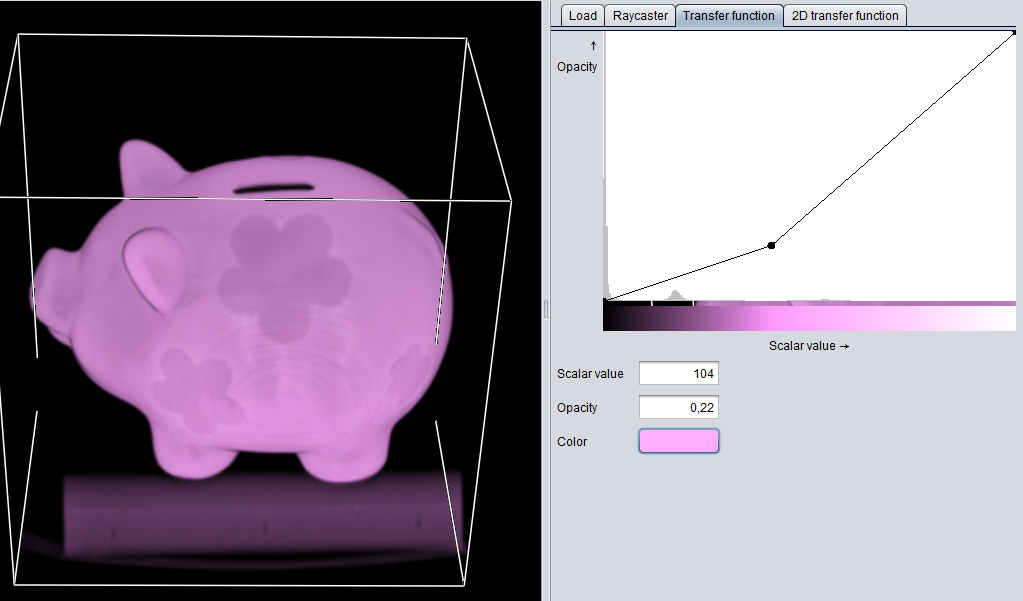 Load Raycaster Transfer function 2D transfer function
↑
Opacity
Scalar value →
Scalar value 104
Opacity 0,22
Color